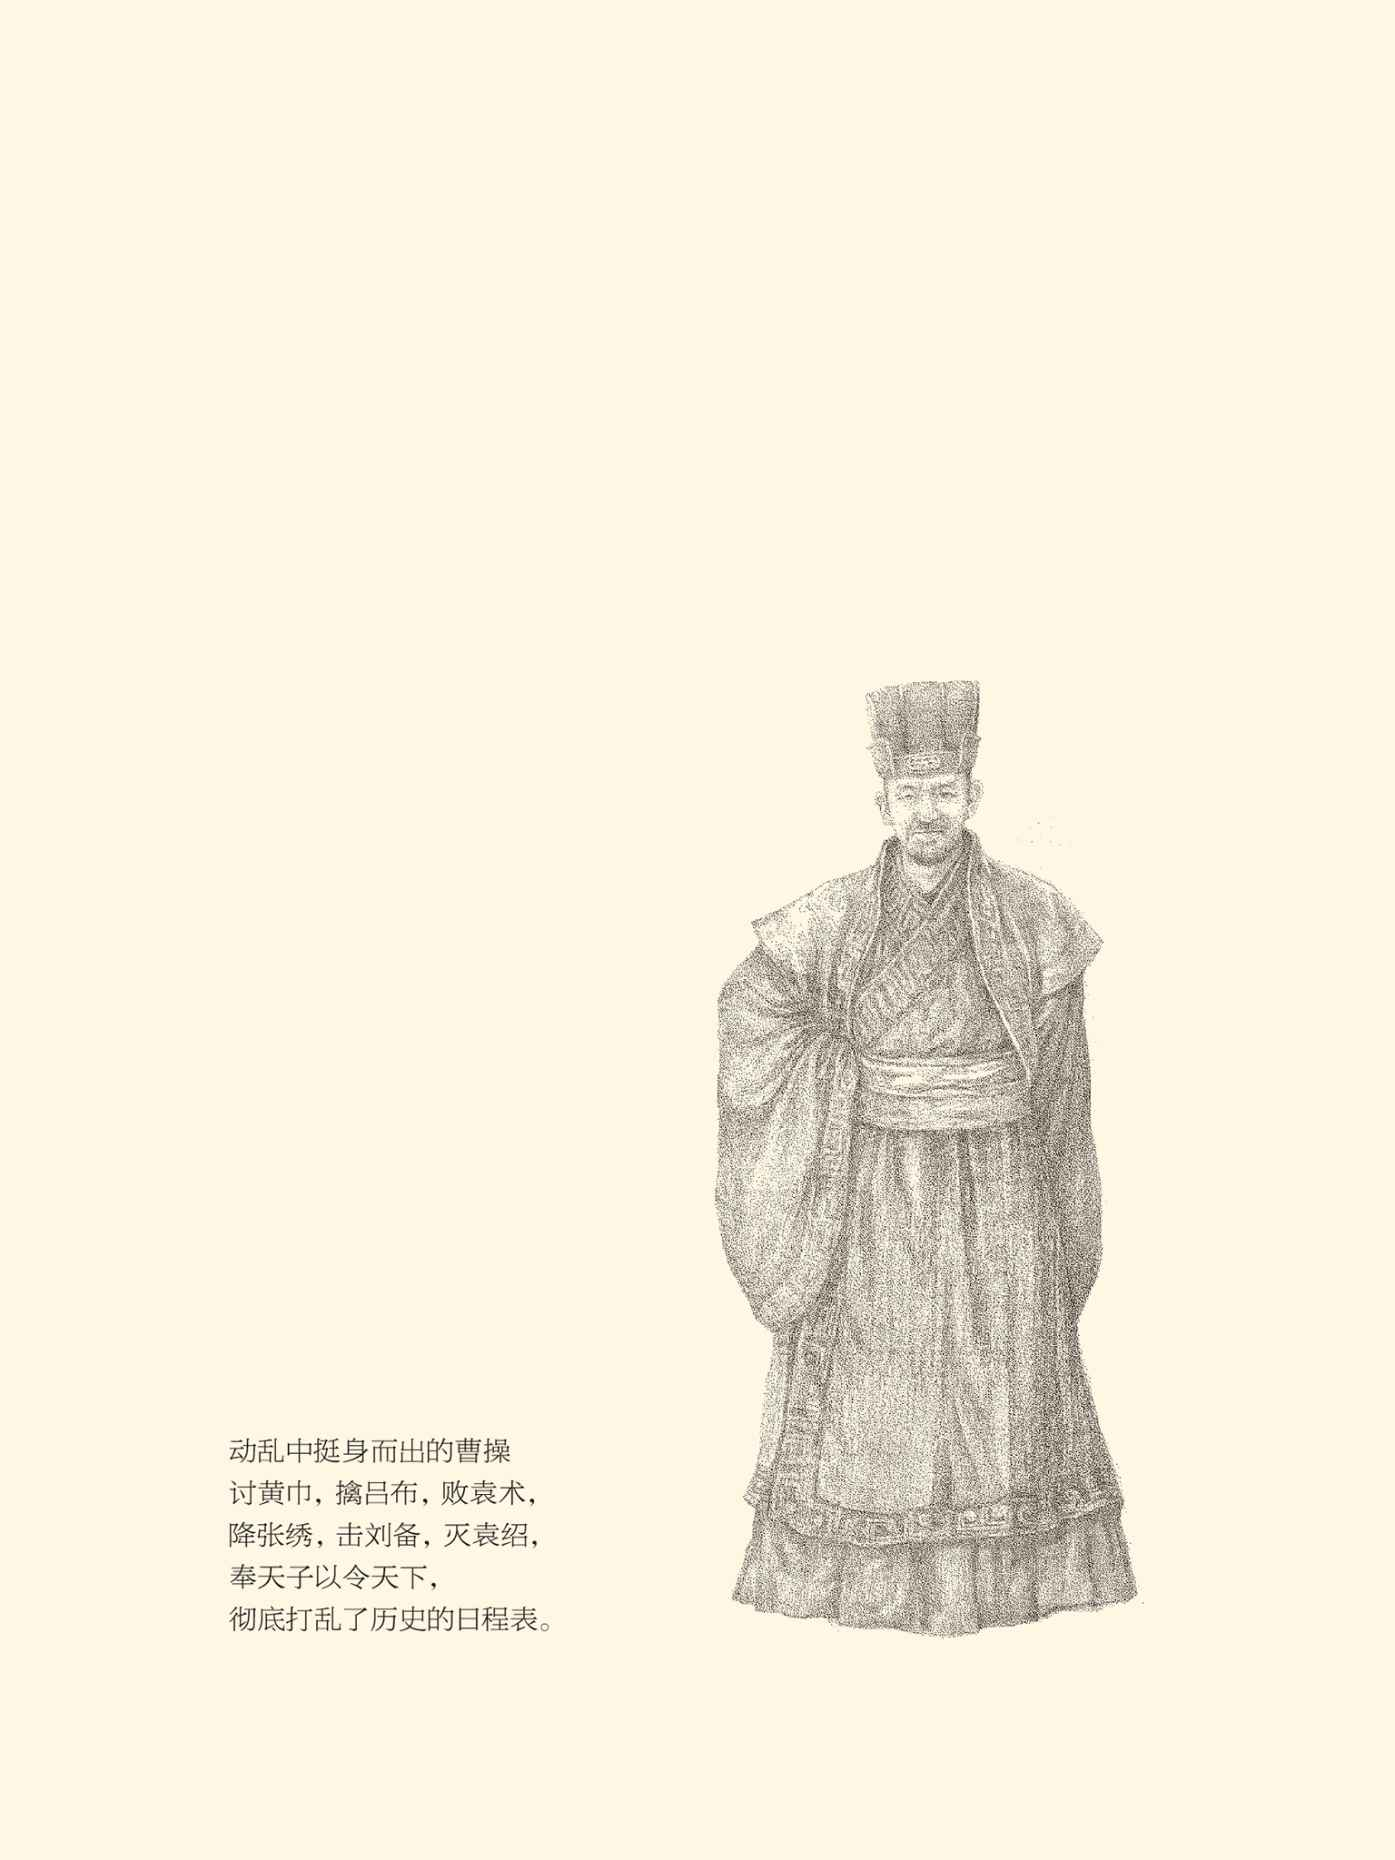 动乱中挺身而出的曹操
讨黄巾，擒吕布，败袁术，
降张绣，击刘备，灭袁绍，
奉天子以令天下，
彻底打乱了历史的日程表。